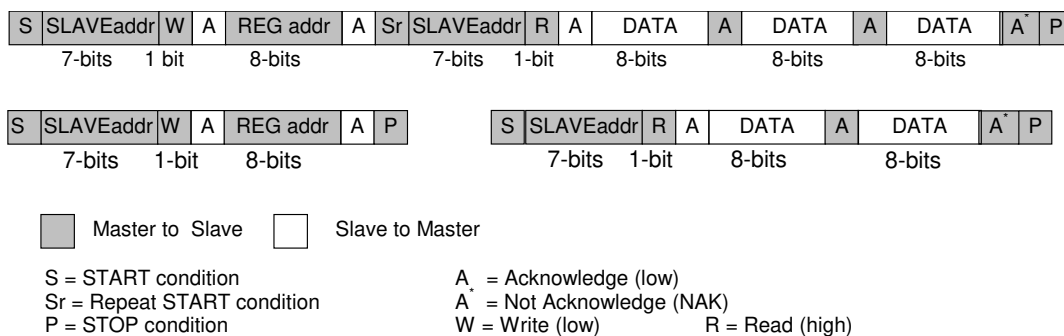 S SLAVEaddr W A REG addr A Sr SLAVEaddr R A DATA A DATA A DATA A* P
7-bits 1 bit 8-bits 7-bits 1-bit 8-bits 8-bits 8-bits
S SLAVEaddr W A REG addr A P
7-bits 1-bit 8-bits
S SLAVEaddr R A DATA A DATA A* P
7-bits 1-bit 8-bits 8-bits
Master to Slave
Slave to Master
S = START condition
Sr = Repeat START condition
P = STOP condition
A = Acknowledge (low)
A* = Not Acknowledge (NAK)
W = Write (low) R = Read (high)